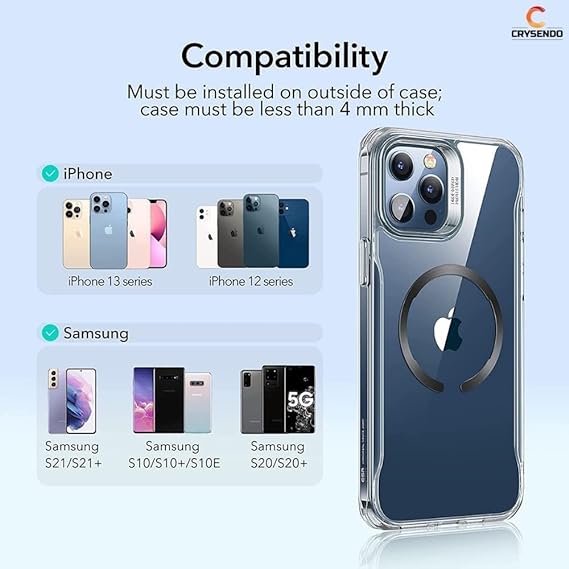 CRYSENDO
Compatibility
Must be installed on outside of case;
case must be less than 4 mm thick
iPhone
iPhone 13 series
iPhone 12 series
Samsung
5G
Samsung
S21/S21+
Samsung
S10/S10+/S10E
Samsung
S20/S20+